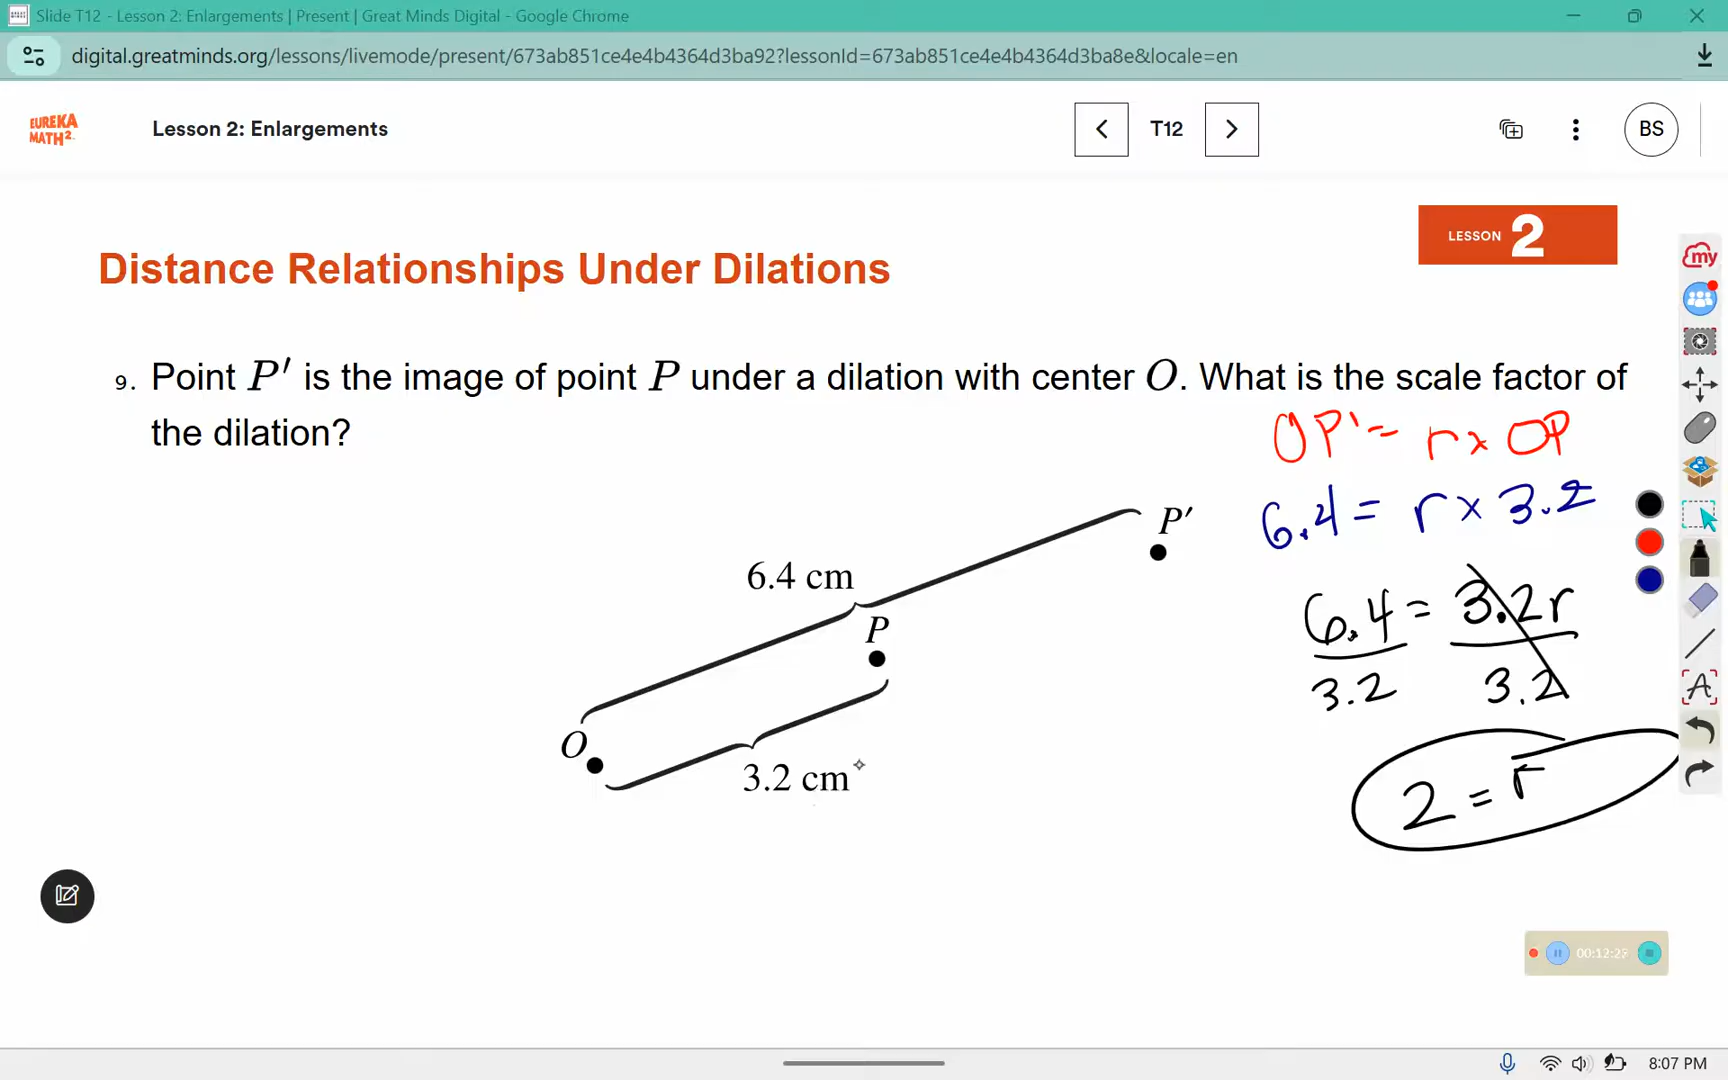 Slide T12 - Lesson 2: Enlargements | Present | Great Minds Digital - Google Chrome
digital.greatminds.org/lessons/livemode/present/673ab851ce4e4b4364d3ba92?lessonId=673ab851ce4e4b4364d3ba8e&locale=en
EUREKA MATH2
Lesson 2: Enlargements
T12
BS
LESSON 2
my
Distance Relationships Under Dilations
9. Point P′ is the image of point P under a dilation with center O. What is the scale factor of
the dilation?
OP' = r x OP
6.4 = r x 3.2
6.4 = 3.2r
3.2 3.2
2 = r
P′
6.4 cm
P
O
3.2 cm
A
00:12:27
8:07 PM